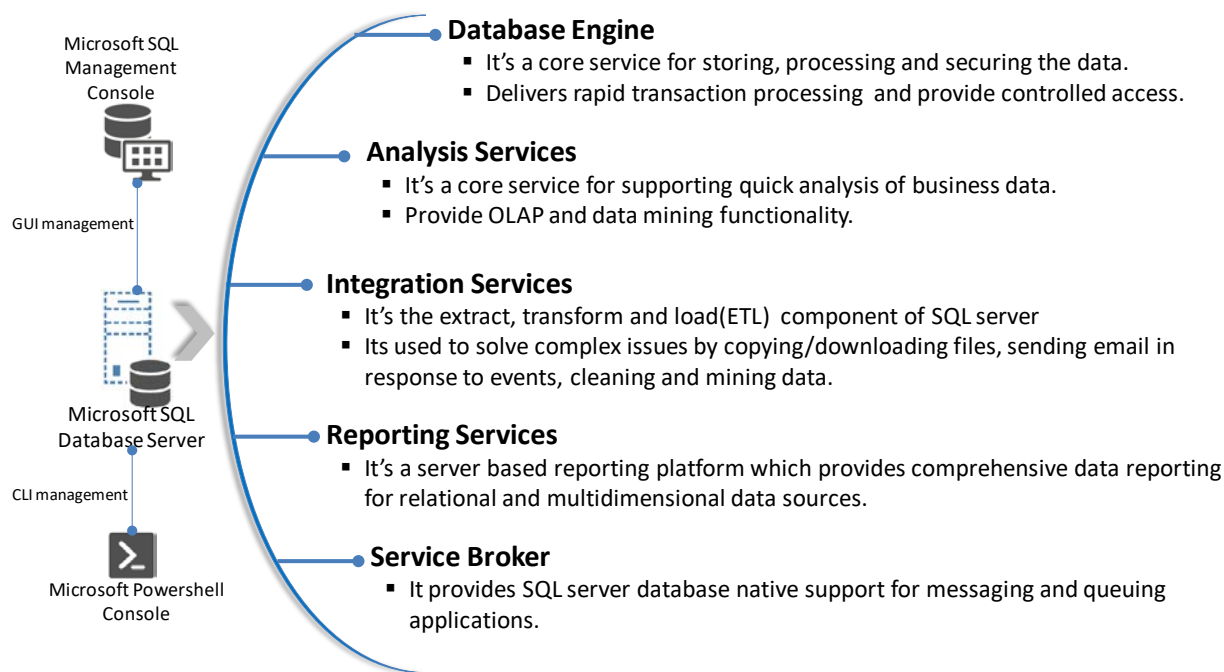 Microsoft SQL
Management
Console
GUI management
Microsoft SQL
Database Server
CLI management
Microsoft Powershell
Console
Database Engine
▪ It’s a core service for storing, processing and securing the data.
▪ Delivers rapid transaction processing and provide controlled access.
Analysis Services
▪ It’s a core service for supporting quick analysis of business data.
▪ Provide OLAP and data mining functionality.
Integration Services
▪ It’s the extract, transform and load(ETL) component of SQL server
▪ Its used to solve complex issues by copying/downloading files, sending email in
response to events, cleaning and mining data.
Reporting Services
▪ It’s a server based reporting platform which provides comprehensive data reporting
for relational and multidimensional data sources.
Service Broker
▪ It provides SQL server database native support for messaging and queuing
applications.